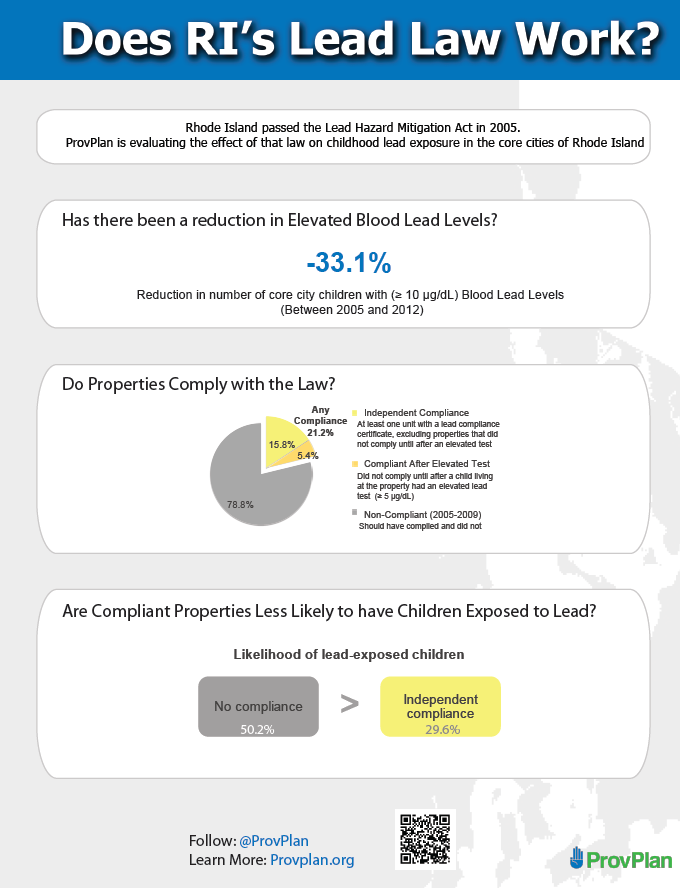 Does RI's Lead Law Work?
Rhode Island passed the Lead Hazard Mitigation Act in 2005.
ProvPlan is evaluating the effect of that law on childhood lead exposure in the core cities of Rhode Island
Has there been a reduction in Elevated Blood Lead Levels?
-33.1%
Reduction in number of core city children with (≥ 10 µg/dL) Blood Lead Levels
(Between 2005 and 2012)
Do Properties Comply with the Law?
Any
Compliance
21.2%
15.8%
5.4%
78.8%
Independent Compliance
At least one unit with a lead compliance
certificate, excluding properties that did
not comply until after an elevated test
Compliant After Elevated Test
Did not comply until after a child living
at the property had an elevated lead
test (≥ 5 µg/dL)
Non-Compliant (2005-2009)
Should have complied and did not
Are Compliant Properties Less Likely to have Children Exposed to Lead?
Likelihood of lead-exposed children
No compliance
50.2%
>
Independent
compliance
29.6%
Follow: @ProvPlan
Learn More: Provplan.org
ProvPlan